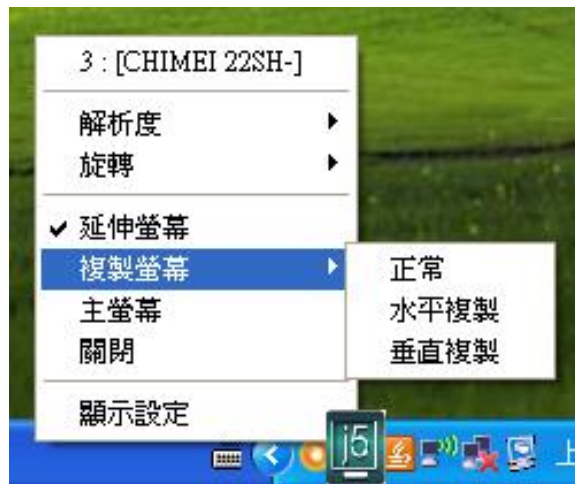 3 : [CHIMEI 22SH-]
解析度
旋轉
延伸螢幕
複製螢幕
正常
主螢幕
水平複製
關閉
垂直複製
顯示設定
j5
上